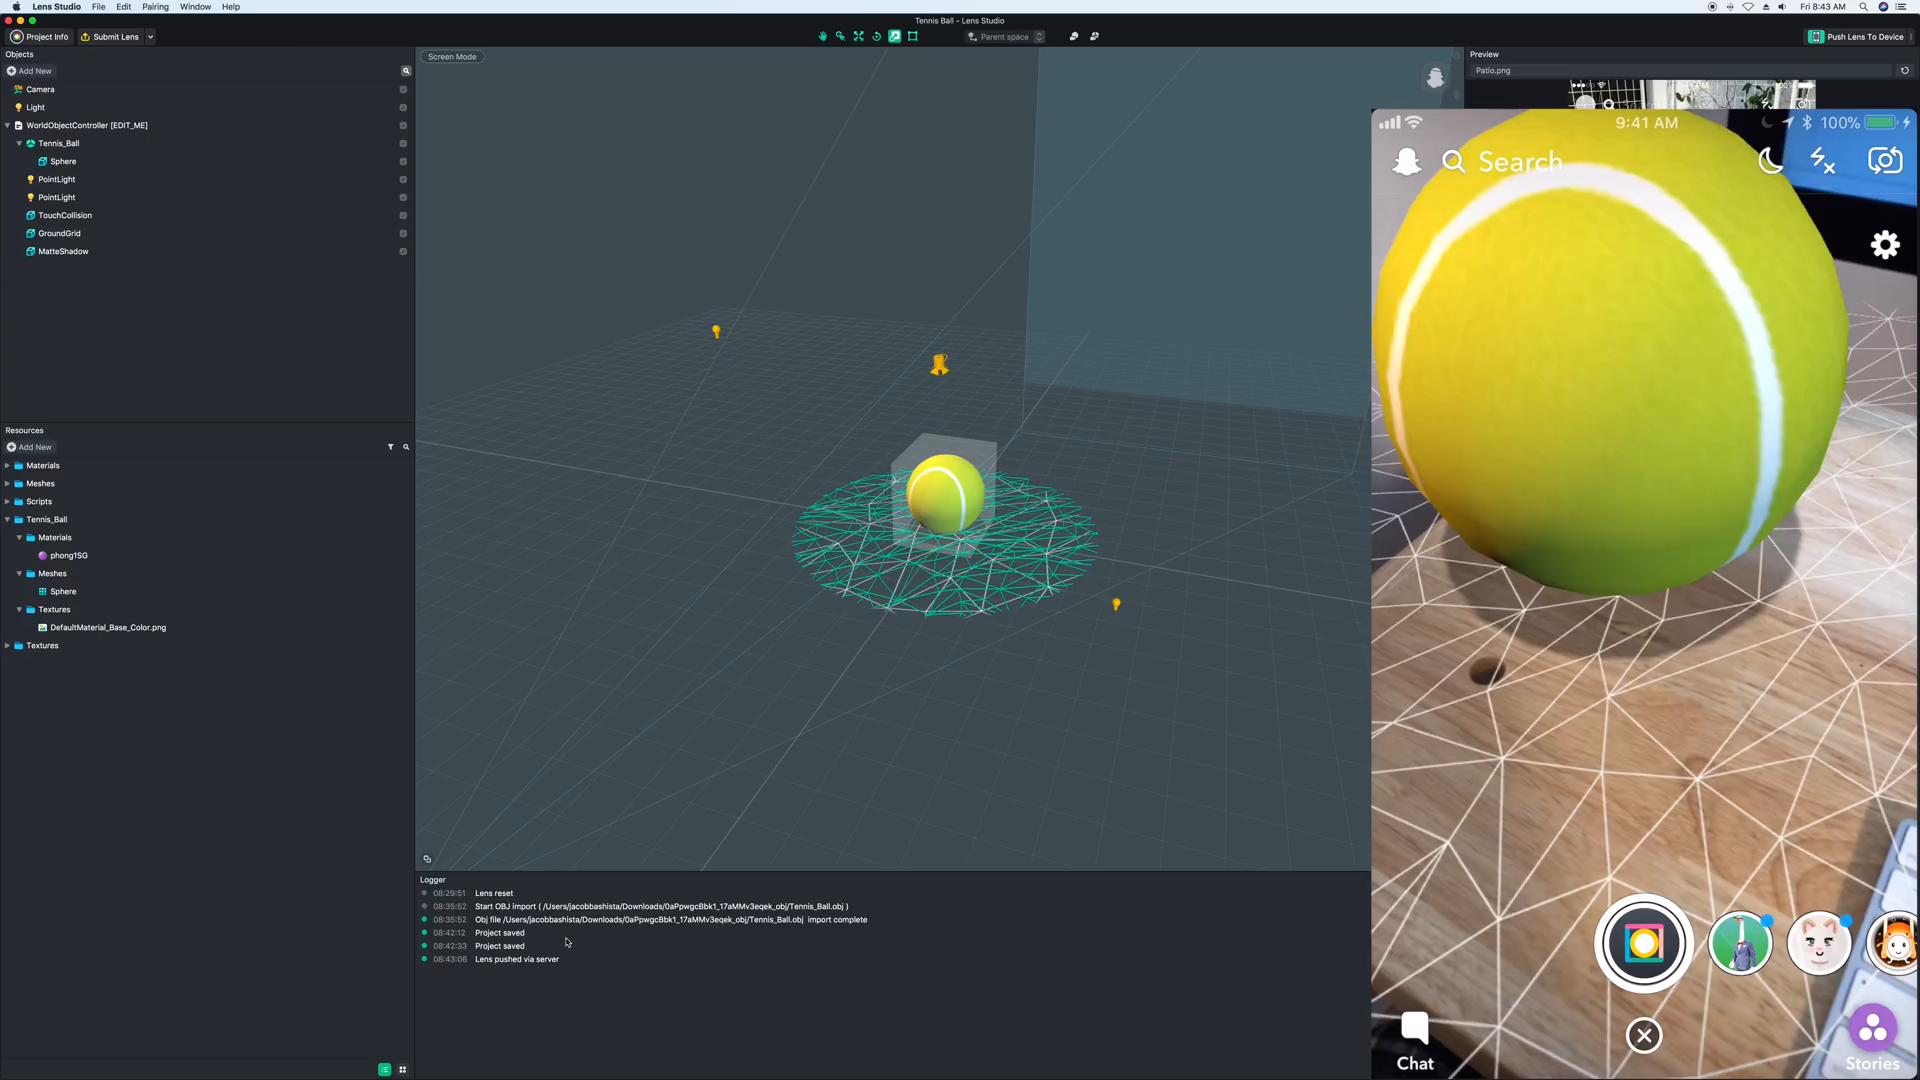 Lens Studio File Edit Pairing Window Help
Fri 8:43 AM
Tennis Ball - Lens Studio
Project Info Submit Lens
Parent space
Push Lens To Device
Objects
Add New
Camera
Light
WorldObjectController [EDIT_ME]
Tennis_Ball
Sphere
PointLight
PointLight
TouchCollision
GroundGrid
MatteShadow
Resources
Add New
Materials
Meshes
Scripts
Tennis_Ball
Materials
phong1SG
Meshes
Sphere
Textures
DefaultMaterial_Base_Color.png
Textures
Screen Mode
Logger
08:29:51 Lens reset
08:35:52 Start OBJ import ( /Users/jacobbashista/Downloads/0aPpwgcBbk1_17aMMv3eqek_obj/Tennis_Ball.obj )
08:35:52 Obj file /Users/jacobbashista/Downloads/0aPpwgcBbk1_17aMMv3eqek_obj/Tennis_Ball.obj import complete
08:42:12 Project saved
08:42:33 Project saved
08:43:06 Lens pushed via server
Preview
Patio.png
9:41 AM
100%
Search
Chat
Stories